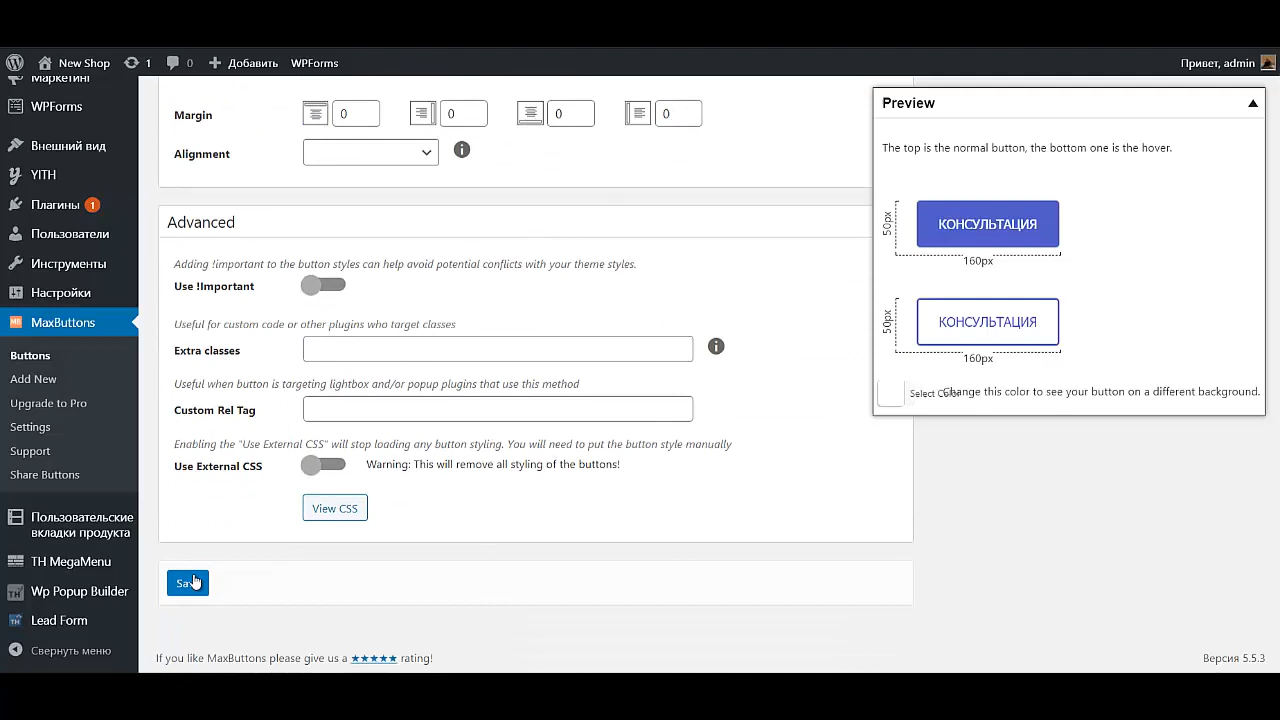 New Shop 1 0 Добавить WPForms Привет, admin
Маркетинг
WPForms
Внешний вид
YITH
Плагины 1
Пользователи
Инструменты
Настройки
MaxButtons
Buttons
Add New
Upgrade to Pro
Settings
Support
Share Buttons
Пользовательские
вкладки продукта
TH MegaMenu
Wp Popup Builder
Lead Form
Свернуть меню
Margin 0 0 0 0
Alignment
Advanced
Adding !important to the button styles can help avoid potential conflicts with your theme styles.
Use !Important
Useful for custom code or other plugins who target classes
Extra classes
Useful when button is targeting lightbox and/or popup plugins that use this method
Custom Rel Tag
Enabling the "Use External CSS" will stop loading any button styling. You will need to put the button style manually
Use External CSS Warning: This will remove all styling of the buttons!
View CSS
If you like MaxButtons please give us a ★★★★★ rating!
Версия 5.5.3
Preview
The top is the normal button, the bottom one is the hover.
50px
КОНСУЛЬТАЦИЯ
160px
50px
КОНСУЛЬТАЦИЯ
160px
Select Color
Change this color to see your button on a different background.